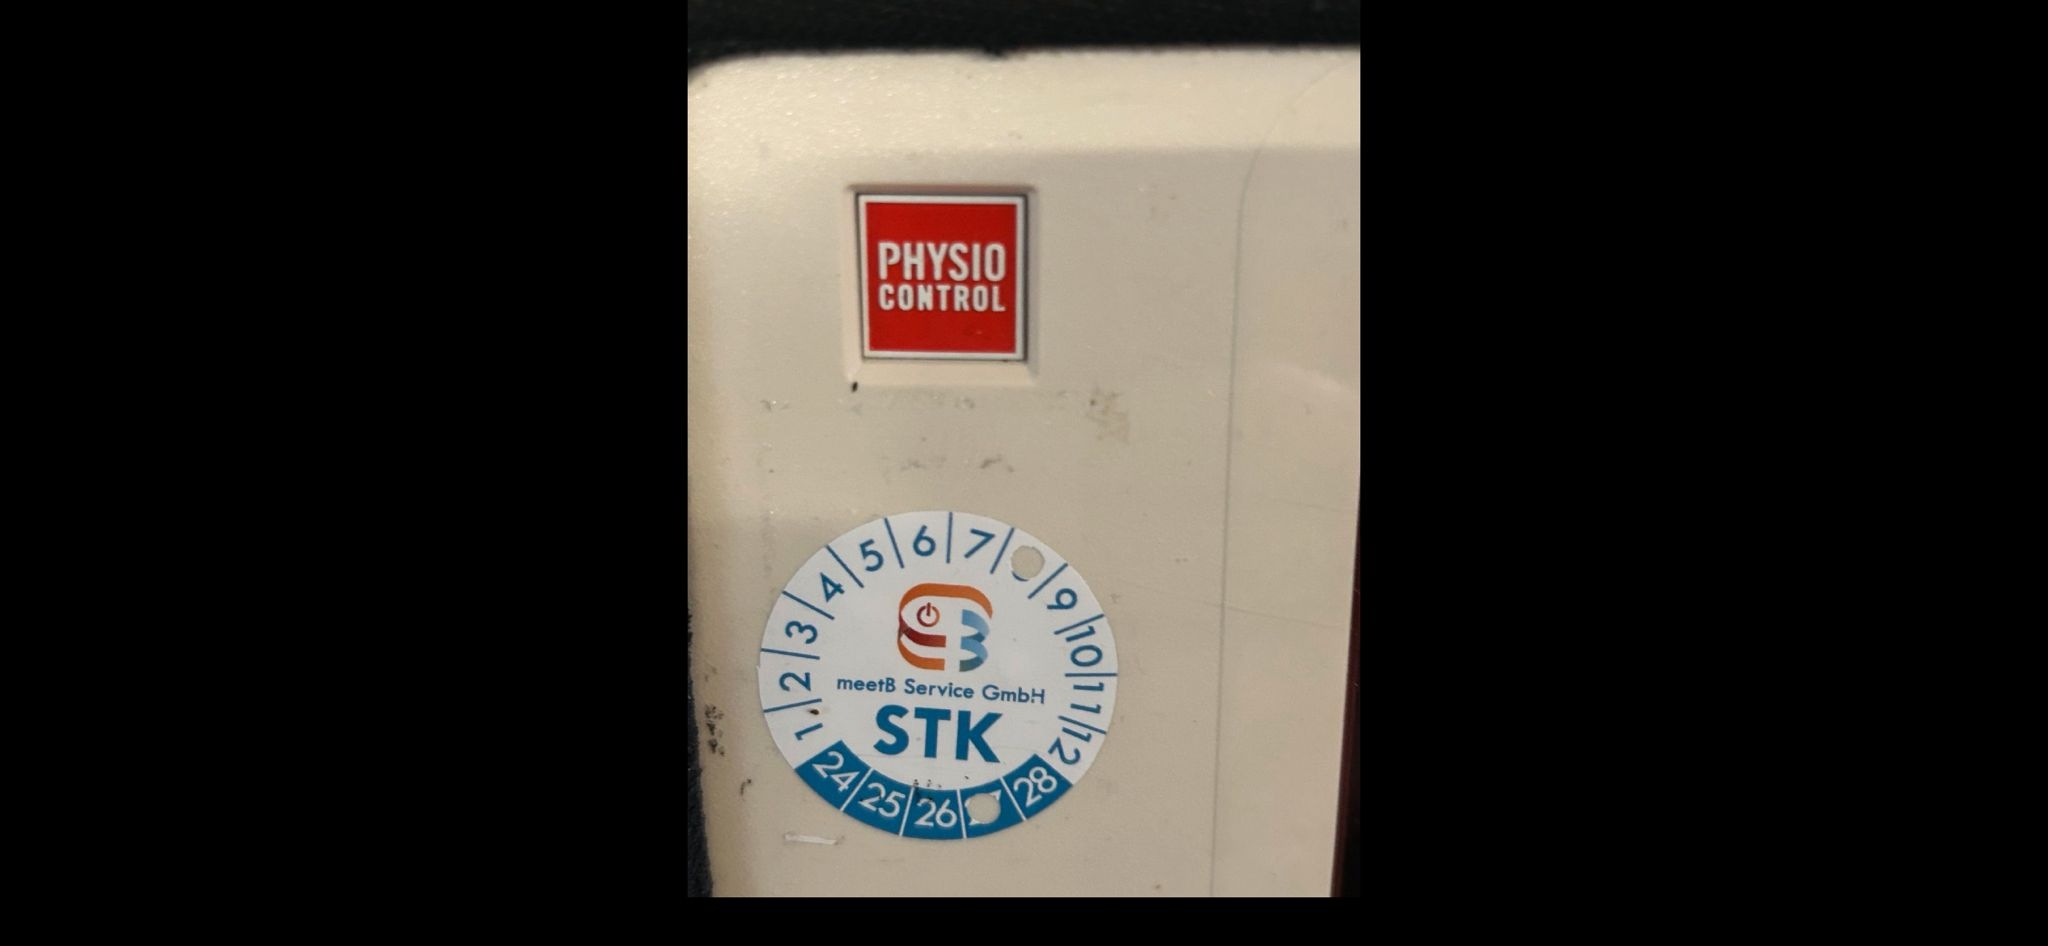 PHYSIO
CONTROL
1 2 3 4 5 6 7 9 10 11 12
meetB Service GmbH
STK
24 25 26 28